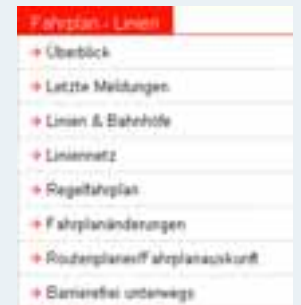 Fahrplan - Linien
Überblick
Letzte Meldungen
Linien & Bahnhöfe
Liniennetz
Regelfahrplan
Fahrplanänderungen
Routenplaner/Fahrplanauskunft
Barrierefrei unterwegs